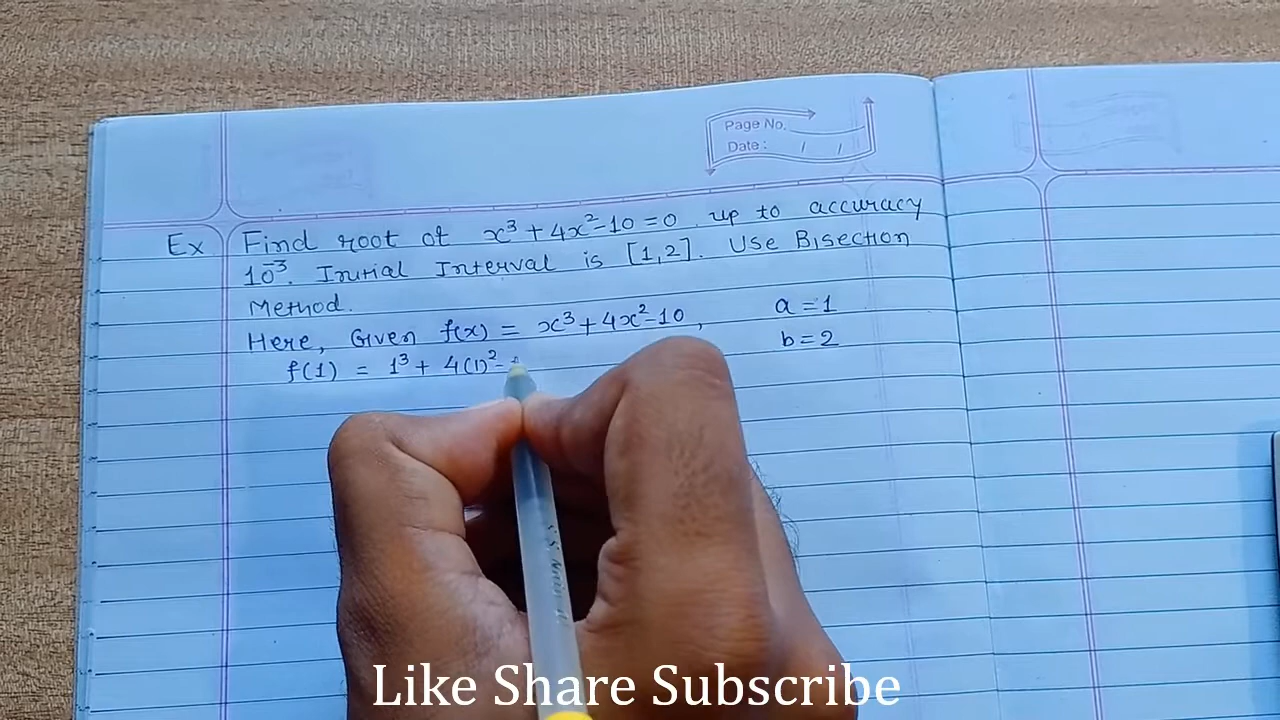 Page No.
Date : / /
Ex Find root of x³ + 4x² - 10 = 0 up to accuracy
10⁻³. Initial Interval is [1,2]. Use Bisection
Method.
Here, Given f(x) = x³ + 4x² - 10, a = 1
b = 2
f(1) = 1³ + 4(1)² -
Like Share Subscribe